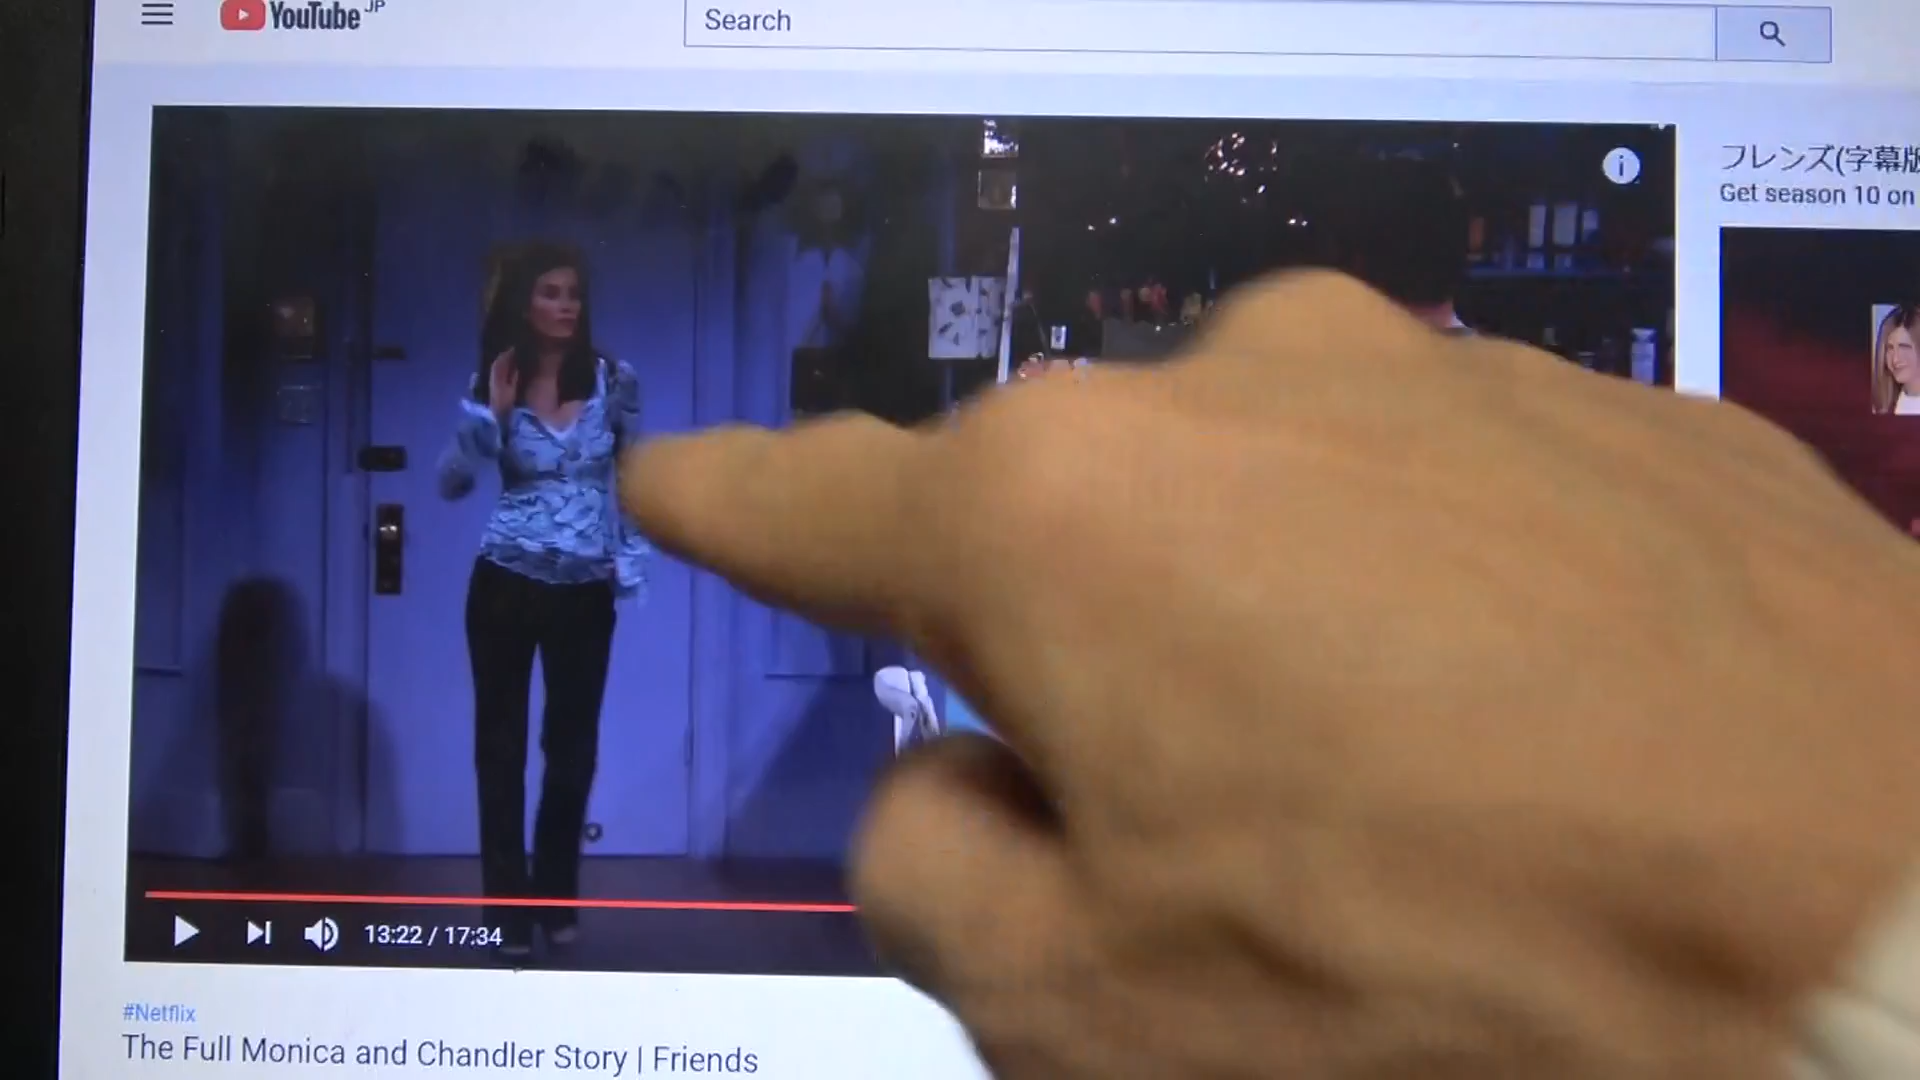 YouTube JP
Search
フレンズ(字幕版
Get season 10 on
13:22 / 17:34
#Netflix
The Full Monica and Chandler Story | Friends